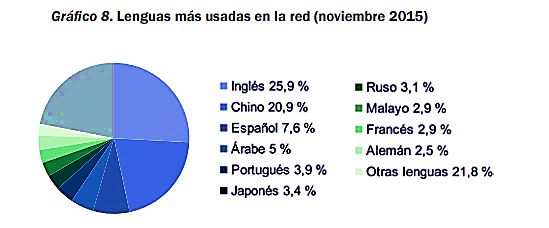 Gráfico 8. Lenguas más usadas en la red (noviembre 2015)
Inglés 25,9 %
Chino 20,9 %
Español 7,6 %
Árabe 5 %
Portugués 3,9 %
Japonés 3,4 %
Ruso 3,1 %
Malayo 2,9 %
Francés 2,9 %
Alemán 2,5 %
Otras lenguas 21,8 %